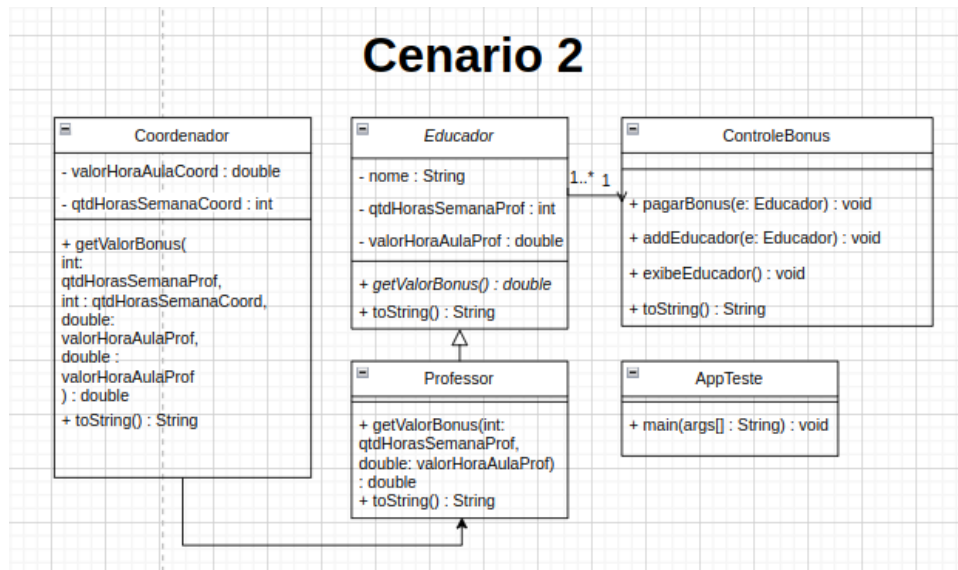 Cenario 2
Coordenador
- valorHoraAulaCoord : double
- qtdHorasSemanaCoord : int
+ getValorBonus(
int:
qtdHorasSemanaProf,
int : qtdHorasSemanaCoord,
double:
valorHoraAulaProf,
double :
valorHoraAulaProf
) : double
+ toString() : String
Educador
- nome : String
- qtdHorasSemanaProf : int
- valorHoraAulaProf : double
+ getValorBonus() : double
+ toString() : String
1..* 1
ControleBonus
+ pagarBonus(e: Educador) : void
+ addEducador(e: Educador) : void
+ exibeEducador() : void
+ toString() : String
Professor
+ getValorBonus(int:
qtdHorasSemanaProf,
double: valorHoraAulaProf)
: double
+ toString() : String
AppTeste
+ main(args[] : String) : void